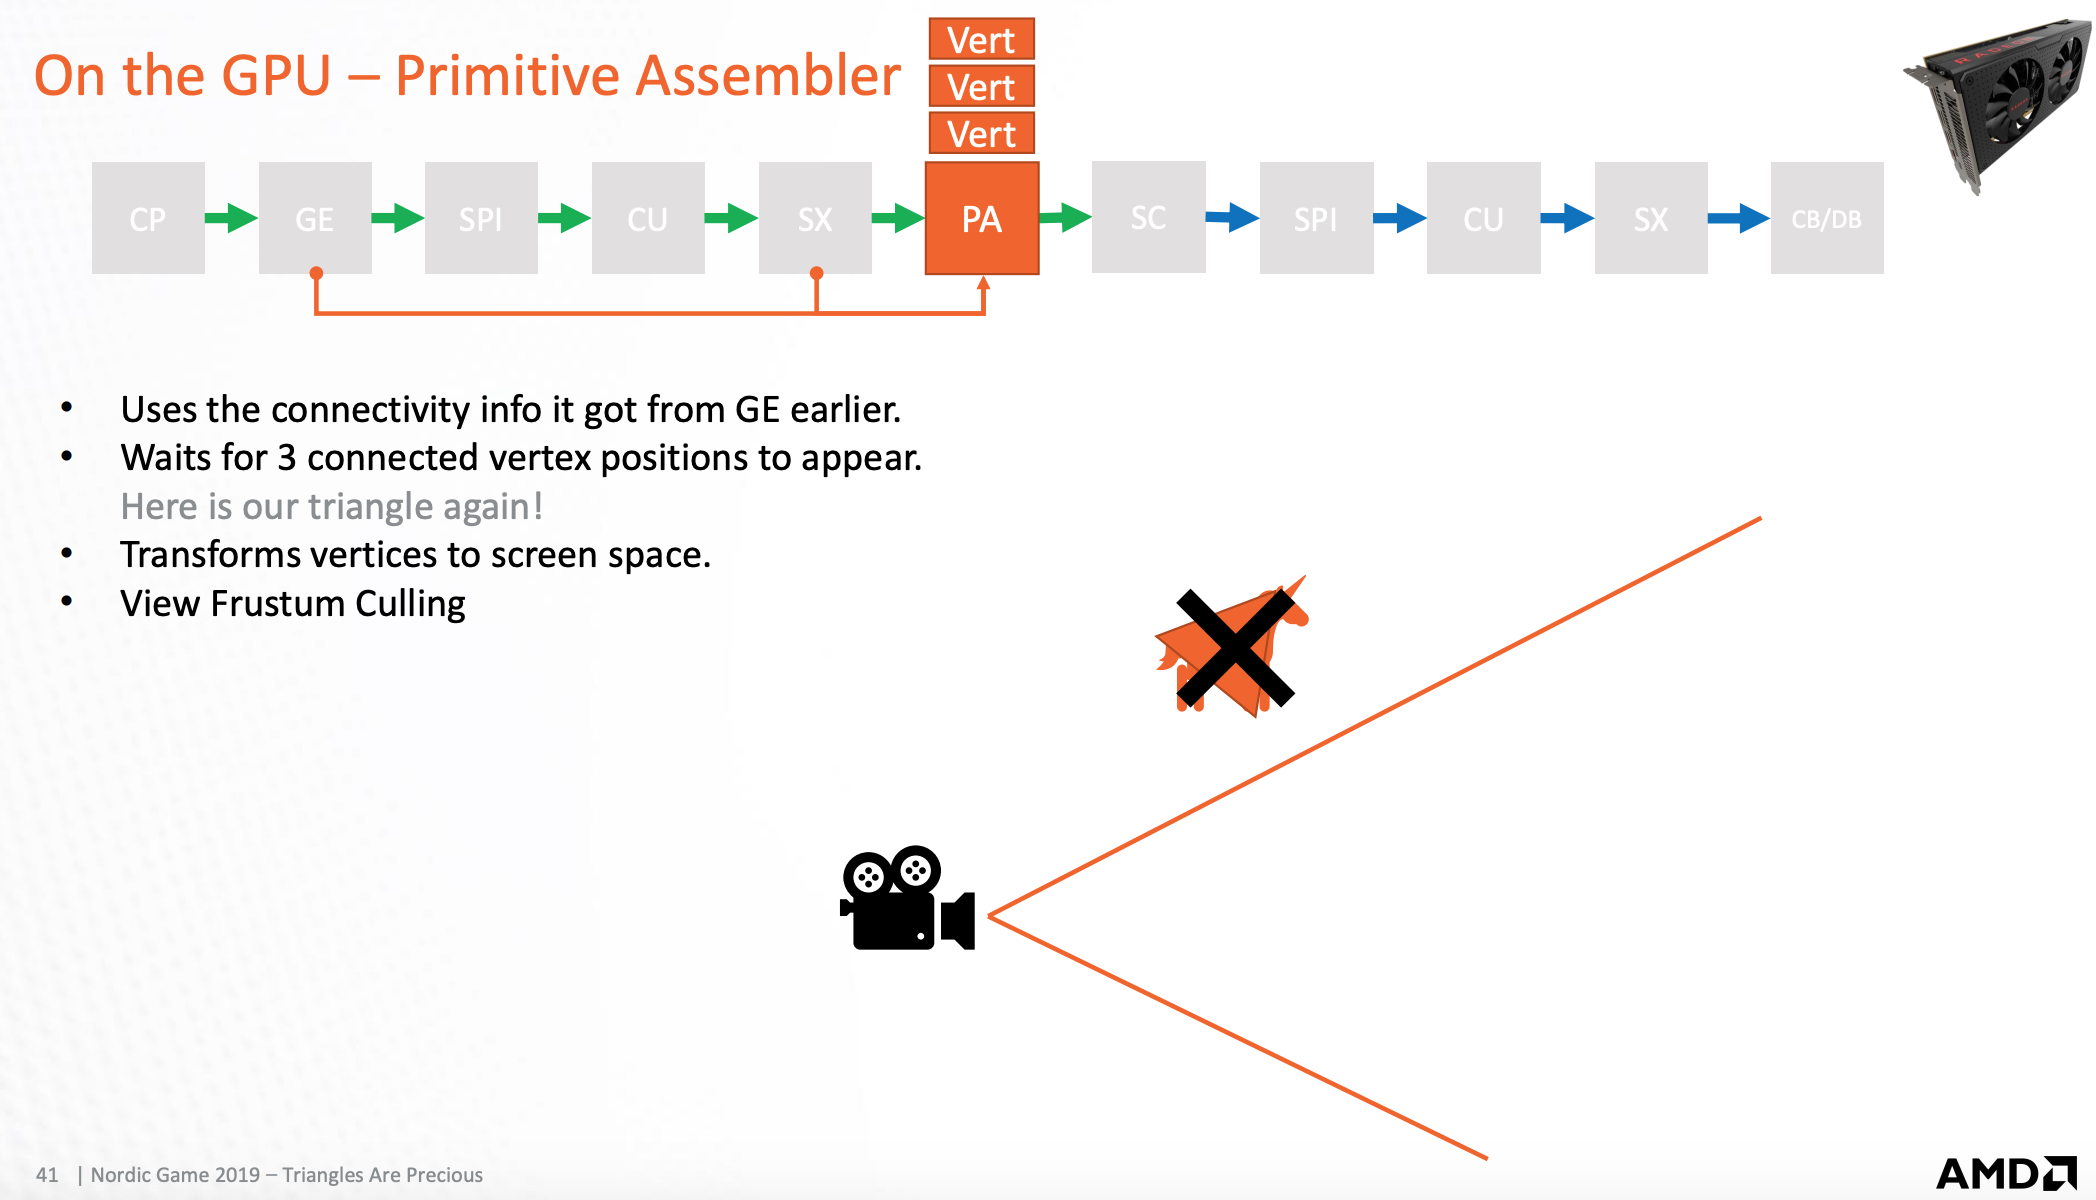 Vert
On the GPU – Primitive Assembler
Vert
Vert
CP
GE
SPI
CU
SX
PA
SC
SPI
CU
SX
CB/DB
• Uses the connectivity info it got from GE earlier.
• Waits for 3 connected vertex positions to appear.
Here is our triangle again!
• Transforms vertices to screen space.
• View Frustum Culling
41 | Nordic Game 2019 – Triangles Are Precious
AMD
RADEON